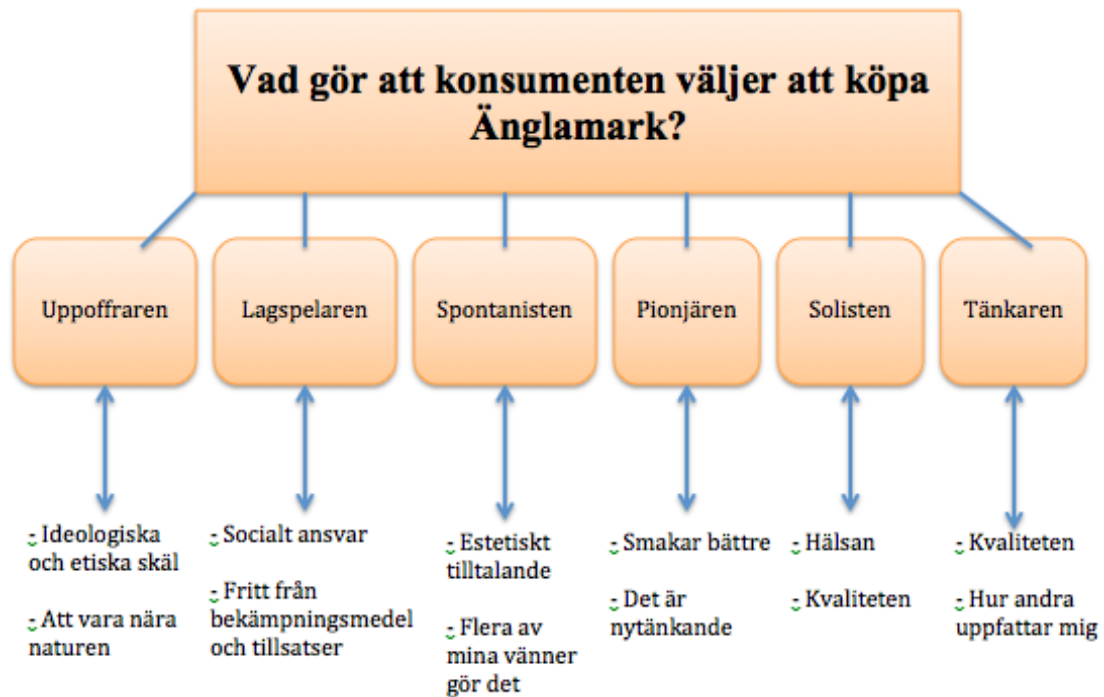 Vad gör att konsumenten väljer att köpa
Änglamark?
Uppoffraren
Lagspelaren
Spontanisten
Pionjären
Solisten
Tänkaren
- Ideologiska
och etiska skäl
- Att vara nära
naturen
- Socialt ansvar
- Fritt från
bekämpningsmedel
och tillsatser
- Estetiskt
tilltalande
- Flera av
mina vänner
gör det
- Smakar bättre
- Det är
nytänkande
- Hälsan
- Kvaliteten
- Kvaliteten
- Hur andra
uppfattar mig